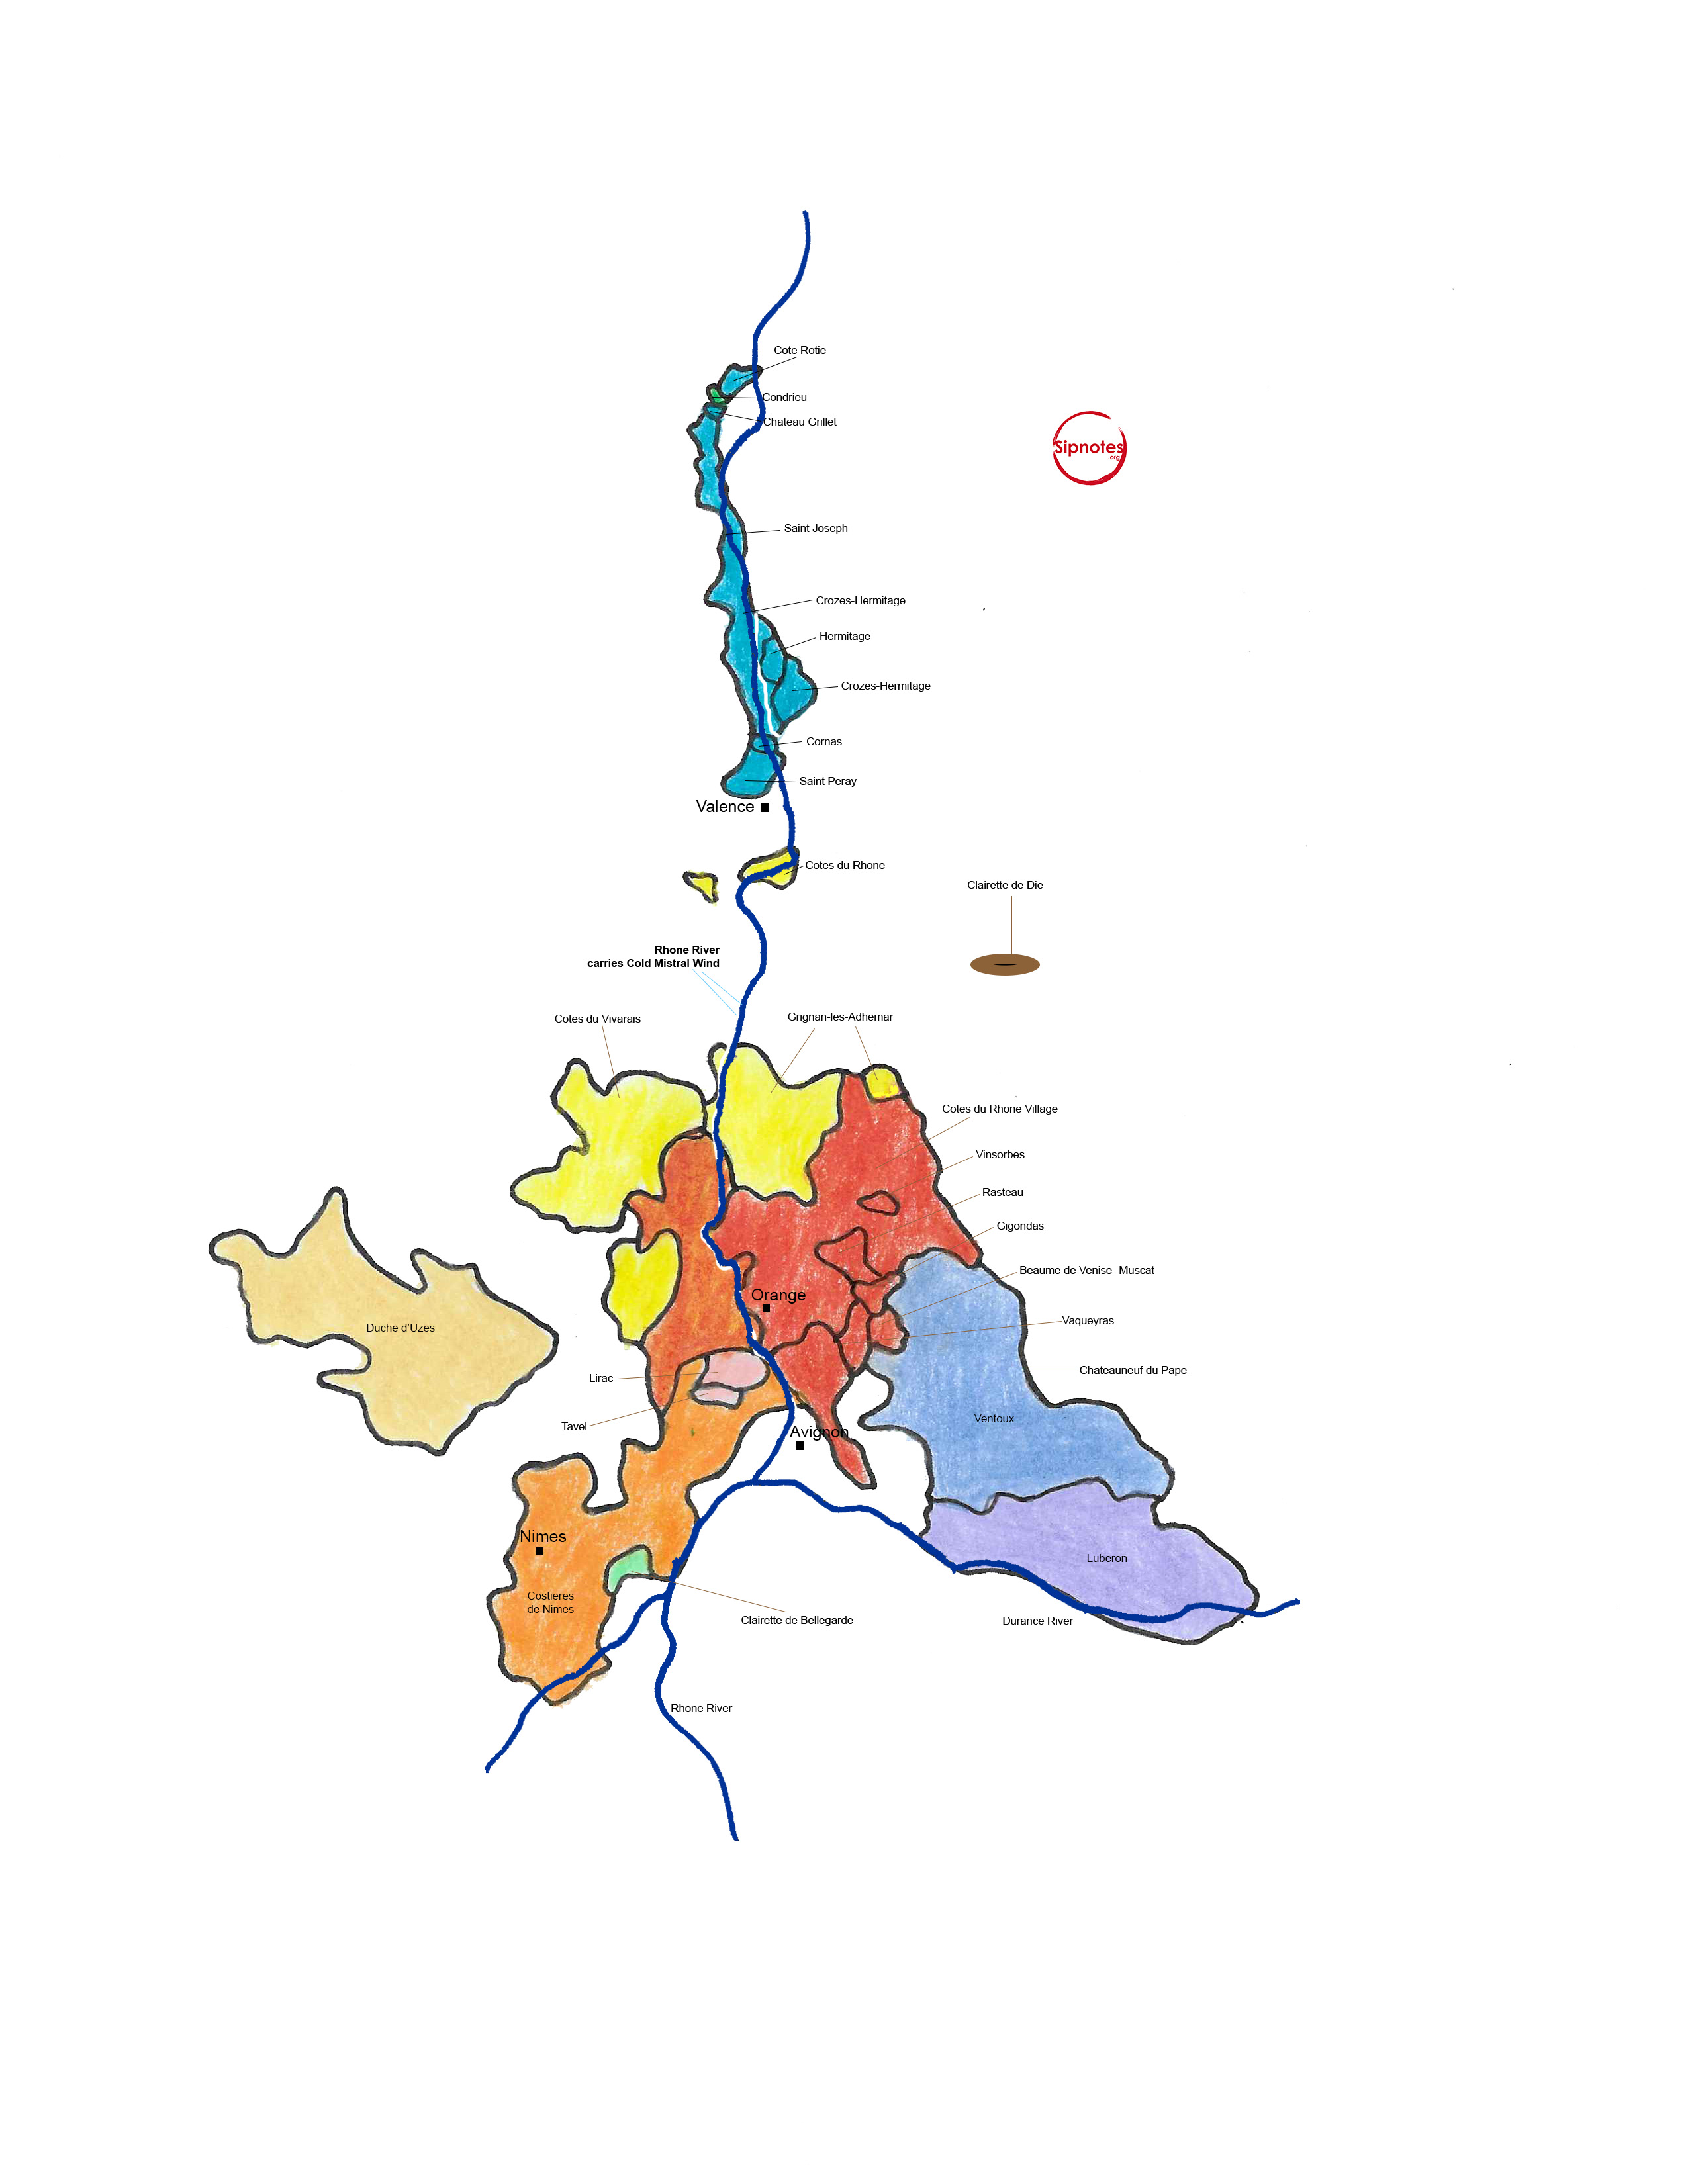 Cote Rotie
Condrieu
Chateau Grillet
Sipnotes
.org
Saint Joseph
Crozes-Hermitage
Hermitage
Crozes-Hermitage
Cornas
Saint Peray
Valence
Cotes du Rhone
Clairette de Die
Rhone River
carries Cold Mistral Wind
Cotes du Vivarais
Grignan-les-Adhemar
Cotes du Rhone Village
Vinsorbes
Rasteau
Gigondas
Beaume de Venise- Muscat
Orange
Vaqueyras
Duche d'Uzes
Chateauneuf du Pape
Lirac
Ventoux
Tavel
Avignon
Nimes
Luberon
Costieres
de Nimes
Clairette de Bellegarde
Durance River
Rhone River